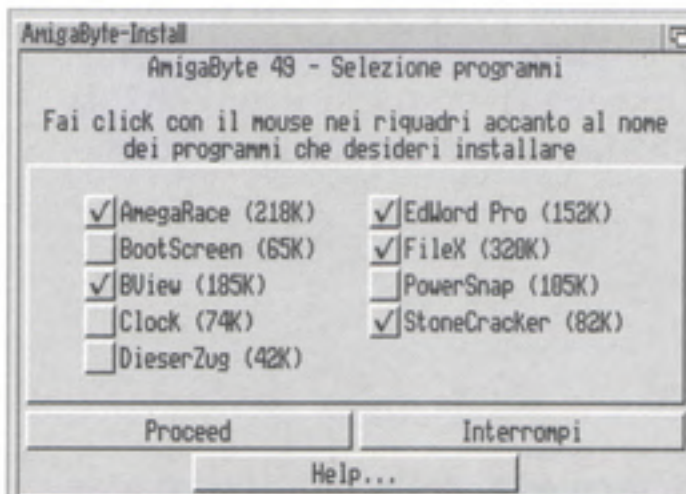 AmigaByte-Install
AmigaByte 49 - Selezione programmi
Fai click con il mouse nei riquadri accanto al nome
dei programmi che desideri installare
AmegaRace (218K)
BootScreen (65K)
BView (185K)
Clock (74K)
DieserZug (42K)
EdWord Pro (152K)
FileX (320K)
PowerSnap (105K)
StoneCracker (82K)
Proceed
Interrompi
Help...